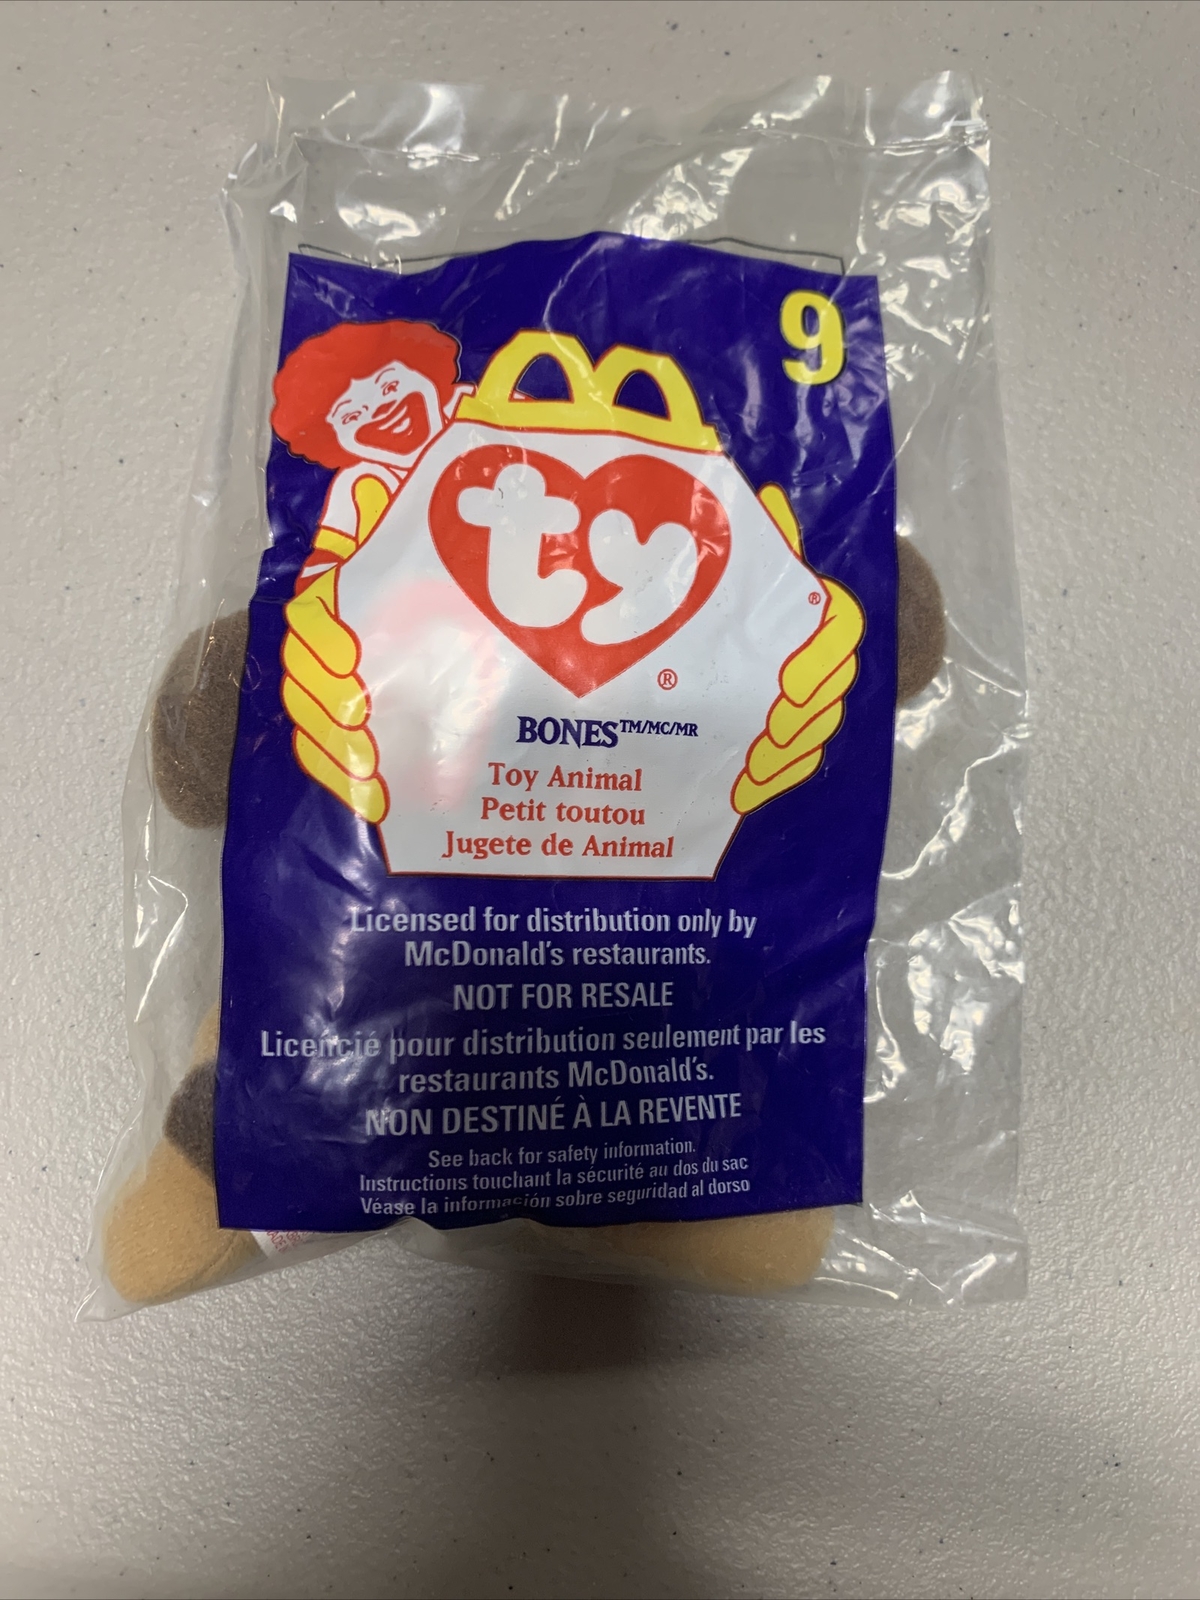 9
ty
®
®
BONES™/MC/MR
Toy Animal
Petit toutou
Jugete de Animal
Licensed for distribution only by
McDonald's restaurants.
NOT FOR RESALE
Licencié pour distribution seulement par les
restaurants McDonald's.
NON DESTINÉ À LA REVENTE
See back for safety information.
Instructions touchant la sécurité au dos du sac
Véase la información sobre seguridad al dorso